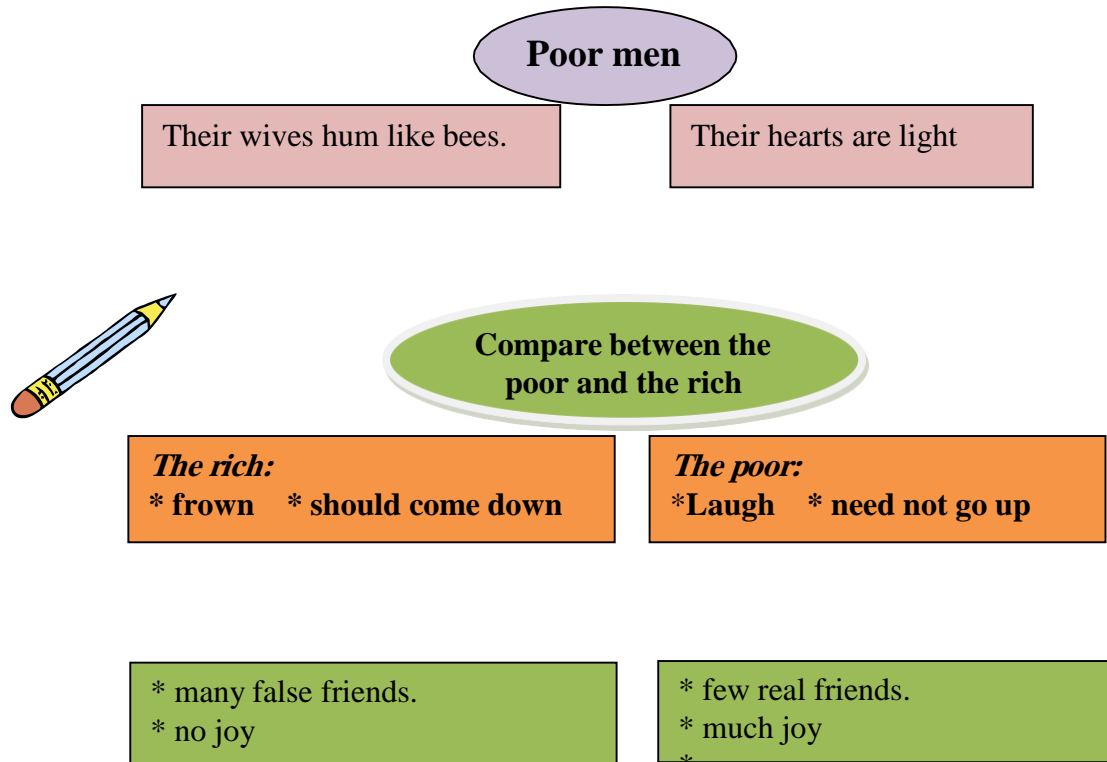 Poor men
Their wives hum like bees.
Their hearts are light
Compare between the
poor and the rich
The rich:
* frown * should come down
The poor:
*Laugh * need not go up
* many false friends.
* no joy
* few real friends.
* much joy
*